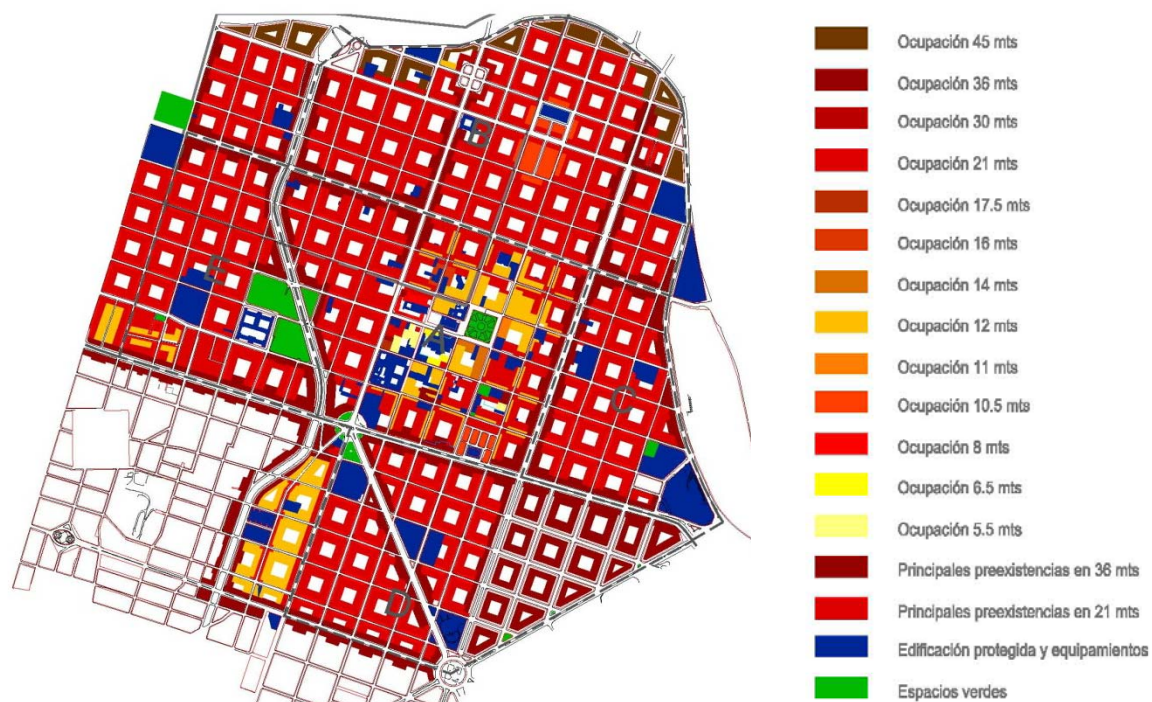 B
E
A
C
D
Ocupación 45 mts
Ocupación 36 mts
Ocupación 30 mts
Ocupación 21 mts
Ocupación 17.5 mts
Ocupación 16 mts
Ocupación 14 mts
Ocupación 12 mts
Ocupación 11 mts
Ocupación 10.5 mts
Ocupación 8 mts
Ocupación 6.5 mts
Ocupación 5.5 mts
Principales preexistencias en 36 mts
Principales preexistencias en 21 mts
Edificación protegida y equipamientos
Espacios verdes